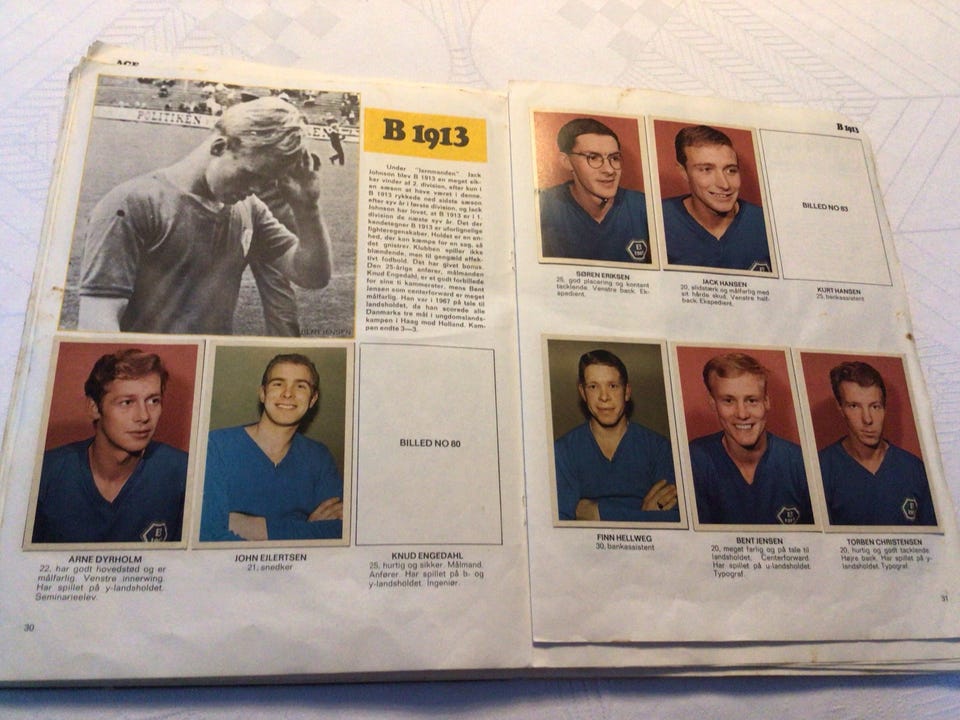 AGF
POLITIKEN
BENT JENSEN
B 1913
Under "Jernmanden" Jack
Johnson blev B 1913 en meget sik-
ker vinder af 2. division, efter kun i
en sæson at have været i denne.
B 1913 rykkede ned sidste sæson
efter syv år i første division, og Jack
Johnson har lovet, at B 1913 er i 1.
division de næste syv år. Det der
kendetegner B 1913 er uforlignelige
fighteregenskaber. Holdet er en en-
hed, der kan kæmpe for en sag, så
det gnistrer. Klubben spiller ikke
blændende, men til gengæld effek-
tivt fodbold. Det har givet bonus.
Den 25-årige anfører, målmanden
Knud Engedahl, er et godt forbillede
for sine ti kammerater, mens Bent
Jensen som centerforward er meget
målfarlig. Han var i 1967 på tale til
landsholdet, da han scorede alle
Danmarks tre mål i ungdomslands-
kampen i Haag mod Holland. Kam-
pen endte 3—3.
ARNE DYRHOLM
22, har godt hovedstød og er
målfarlig. Venstre innerwing.
Har spillet på y-landsholdet.
Seminarieelev.
JOHN EILERTSEN
21, snedker
BILLED NO 80
KNUD ENGEDAHL
25, hurtig og sikker. Målmand.
Anfører. Har spillet på b- og
y-landsholdet. Ingeniør.
30
B 1913
SØREN ERIKSEN
25, god placering og kontant
tacklende. Venstre back. Ek-
spedient.
JACK HANSEN
20, slidstærk og målfarlig med
sit hårde skud. Venstre half-
back. Ekspedient.
BILLED NO 83
KURT HANSEN
25, bankassistent
FINN HELLWEG
30, bankassistent
BENT JENSEN
20, meget farlig og på tale til
landsholdet. Centerforward.
Har spillet på u-landsholdet.
Typograf.
TORBEN CHRISTENSEN
20, hurtig og godt tacklende.
Højre back. Har spillet på y-
landsholdet. Typograf.
31